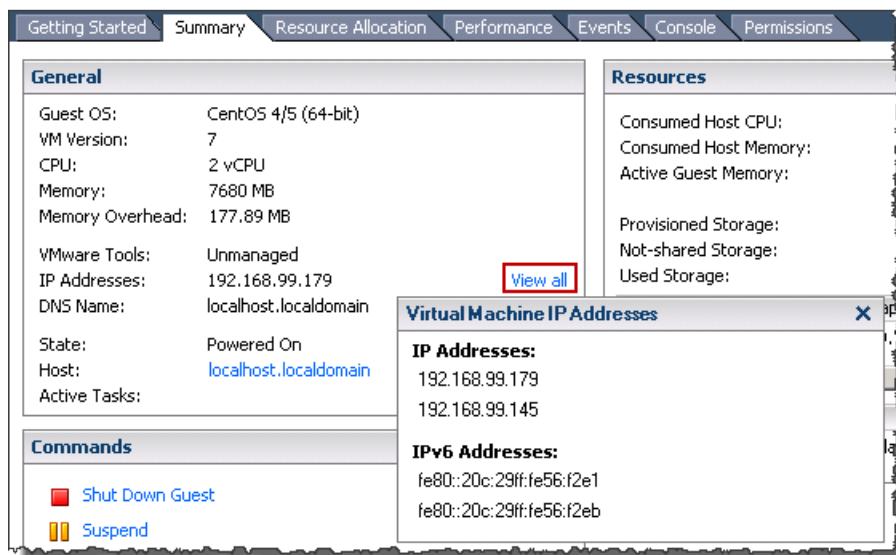 Getting Started Summary Resource Allocation Performance Events Console Permissions
General
Guest OS: CentOS 4/5 (64-bit)
VM Version: 7
CPU: 2 vCPU
Memory: 7680 MB
Memory Overhead: 177.89 MB
VMware Tools: Unmanaged
IP Addresses: 192.168.99.179 View all
DNS Name: localhost.localdomain
State: Powered On
Host: localhost.localdomain
Active Tasks:
Resources
Consumed Host CPU:
Consumed Host Memory:
Active Guest Memory:
Provisioned Storage:
Not-shared Storage:
Used Storage:
Virtual Machine IP Addresses
IP Addresses:
192.168.99.179
192.168.99.145
IPv6 Addresses:
fe80::20c:29ff:fe56:f2e1
fe80::20c:29ff:fe56:f2eb
Commands
Shut Down Guest
Suspend